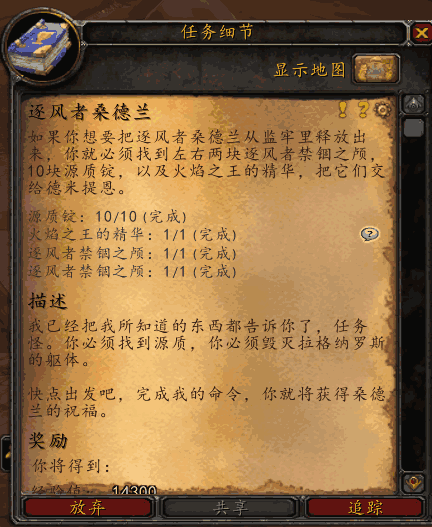 任务细节
显示地图
逐风者桑德兰
如果你想要把逐风者桑德兰从监牢里释放出
来，你就必须找到左右两块逐风者禁锢之颅，
10块源质锭，以及火焰之王的精华，把它们交
给德米提恩。
源质锭：10/10 (完成)
火焰之王的精华：1/1 (完成)
逐风者禁锢之颅：1/1 (完成)
逐风者禁锢之颅：1/1 (完成)
描述
我已经把我所知道的东西都告诉你了，任务
怪。你必须找到源质，你必须毁灭拉格纳罗斯
的躯体。
快点出发吧，完成我的命令，你就将获得桑德
兰的祝福。
奖励
你将得到：
经验值：14300
放弃
共享
追踪